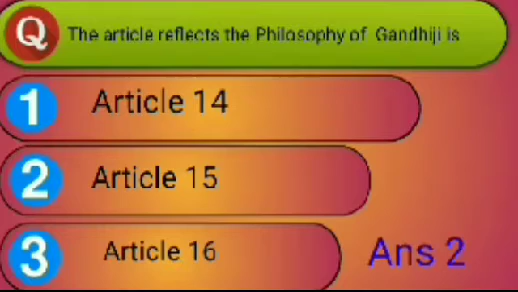 Q The article reflects the Philosophy of Gandhiji is
1 Article 14
2 Article 15
3 Article 16
Ans 2